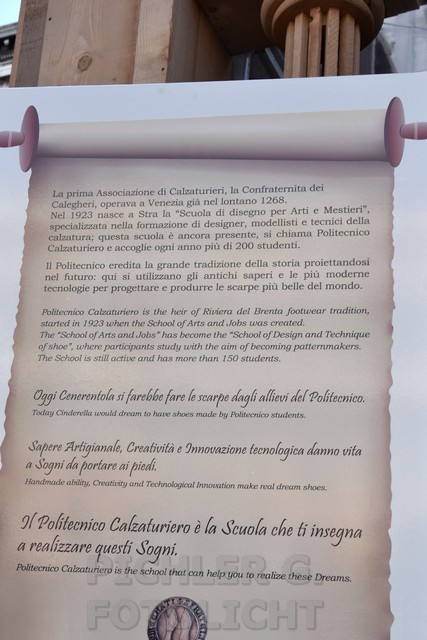 La prima Associazione di Calzaturieri, la Confraternita dei
Calegheri, operava a Venezia già nel lontano 1268.
Nel 1923 nasce a Stra la “Scuola di disegno per Arti e Mestieri”,
specializzata nella formazione di designer, modellisti e tecnici della
calzatura; questa scuola è ancora presente, si chiama Politecnico
Calzaturiero e accoglie ogni anno più di 200 studenti.
Il Politecnico eredita la grande tradizione della storia proiettandosi
nel futuro: qui si utilizzano gli antichi saperi e le più moderne
tecnologie per progettare e produrre le scarpe più belle del mondo.
Politecnico Calzaturiero is the heir of Riviera del Brenta footwear tradition,
started in 1923 when the School of Arts and Jobs was created.
The “School of Arts and Jobs” has become the “School of Design and Technique
of shoe”, where participants study with the aim of becoming patternmakers.
The School is still active and has more than 150 students.
Oggi Cenerentola si farebbe fare le scarpe dagli allievi del Politecnico.
Today Cinderella would dream to have shoes made by Politecnico students.
Sapere Artigianale, Creatività e Innovazione tecnologica danno vita
a Sogni da portare ai piedi.
Handmade ability, Creativity and Technological Innovation make real dream shoes.
Il Politecnico Calzaturiero è la Scuola che ti insegna
a realizzare questi Sogni.
Politecnico Calzaturiero is the school that can help you to realize these Dreams.
PICHLER G.
FOTOLICHT